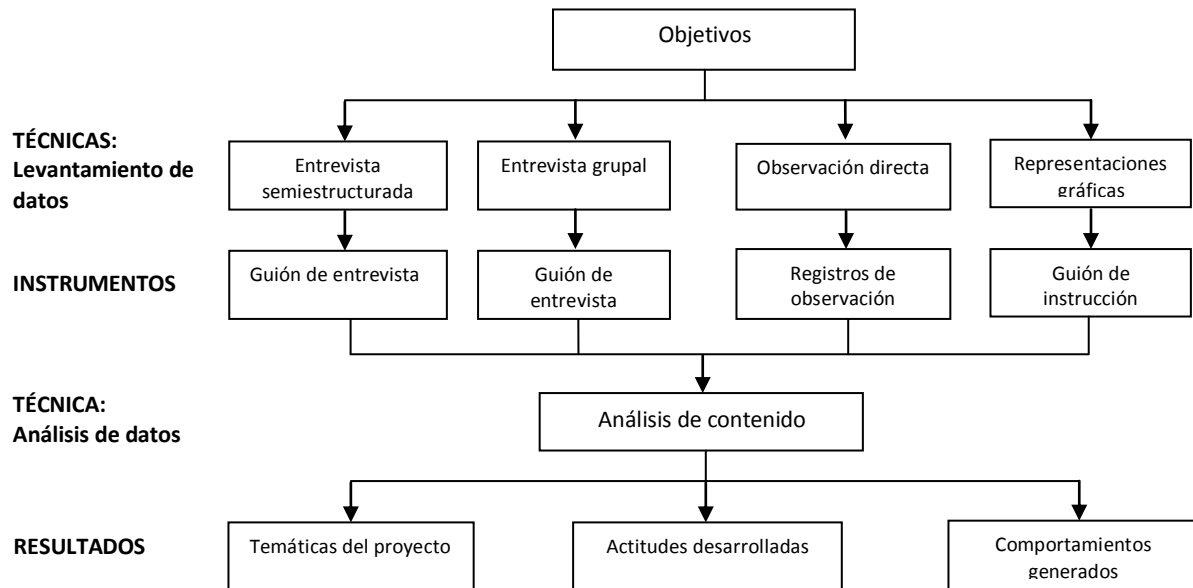 Objetivos
TÉCNICAS:
Levantamiento de
datos
Entrevista
semiestructurada
Entrevista grupal
Observación directa
Representaciones
gráficas
INSTRUMENTOS
Guión de entrevista
Guión de
entrevista
Registros de
observación
Guión de
instrucción
TÉCNICA:
Análisis de datos
Análisis de contenido
RESULTADOS
Temáticas del proyecto
Actitudes desarrolladas
Comportamientos
generados